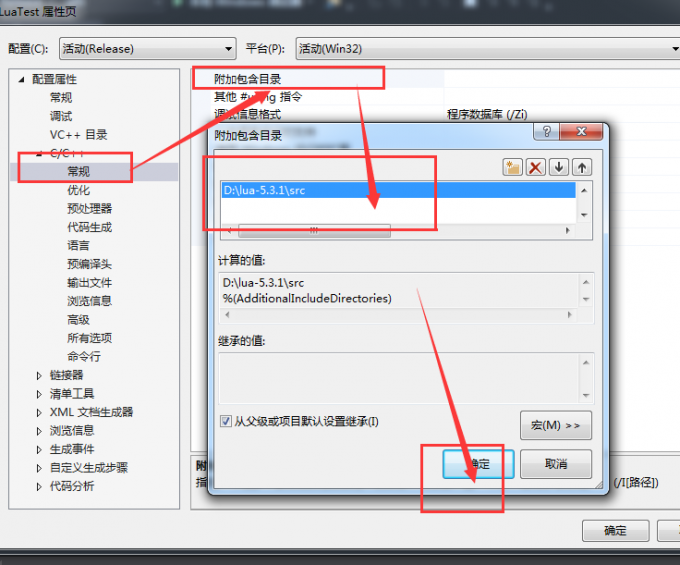 LuaTest 属性页
配置(C): 活动(Release) 平台(P): 活动(Win32)
配置属性
常规
调试
VC++ 目录
C/C++
常规
优化
预处理器
代码生成
语言
预编译头
输出文件
浏览信息
高级
所有选项
命令行
链接器
清单工具
XML 文档生成器
浏览信息
生成事件
自定义生成步骤
代码分析
附加包含目录
其他 #using 指令
调试信息格式 程序数据库 (/Zi)
附加包含目录
D:\lua-5.3.1\src
计算的值:
D:\lua-5.3.1\src
%(AdditionalIncludeDirectories)
继承的值:
从父级或项目默认设置继承(I)
宏(M) >>
确定 取消
附
指 (/I[路径])
确定